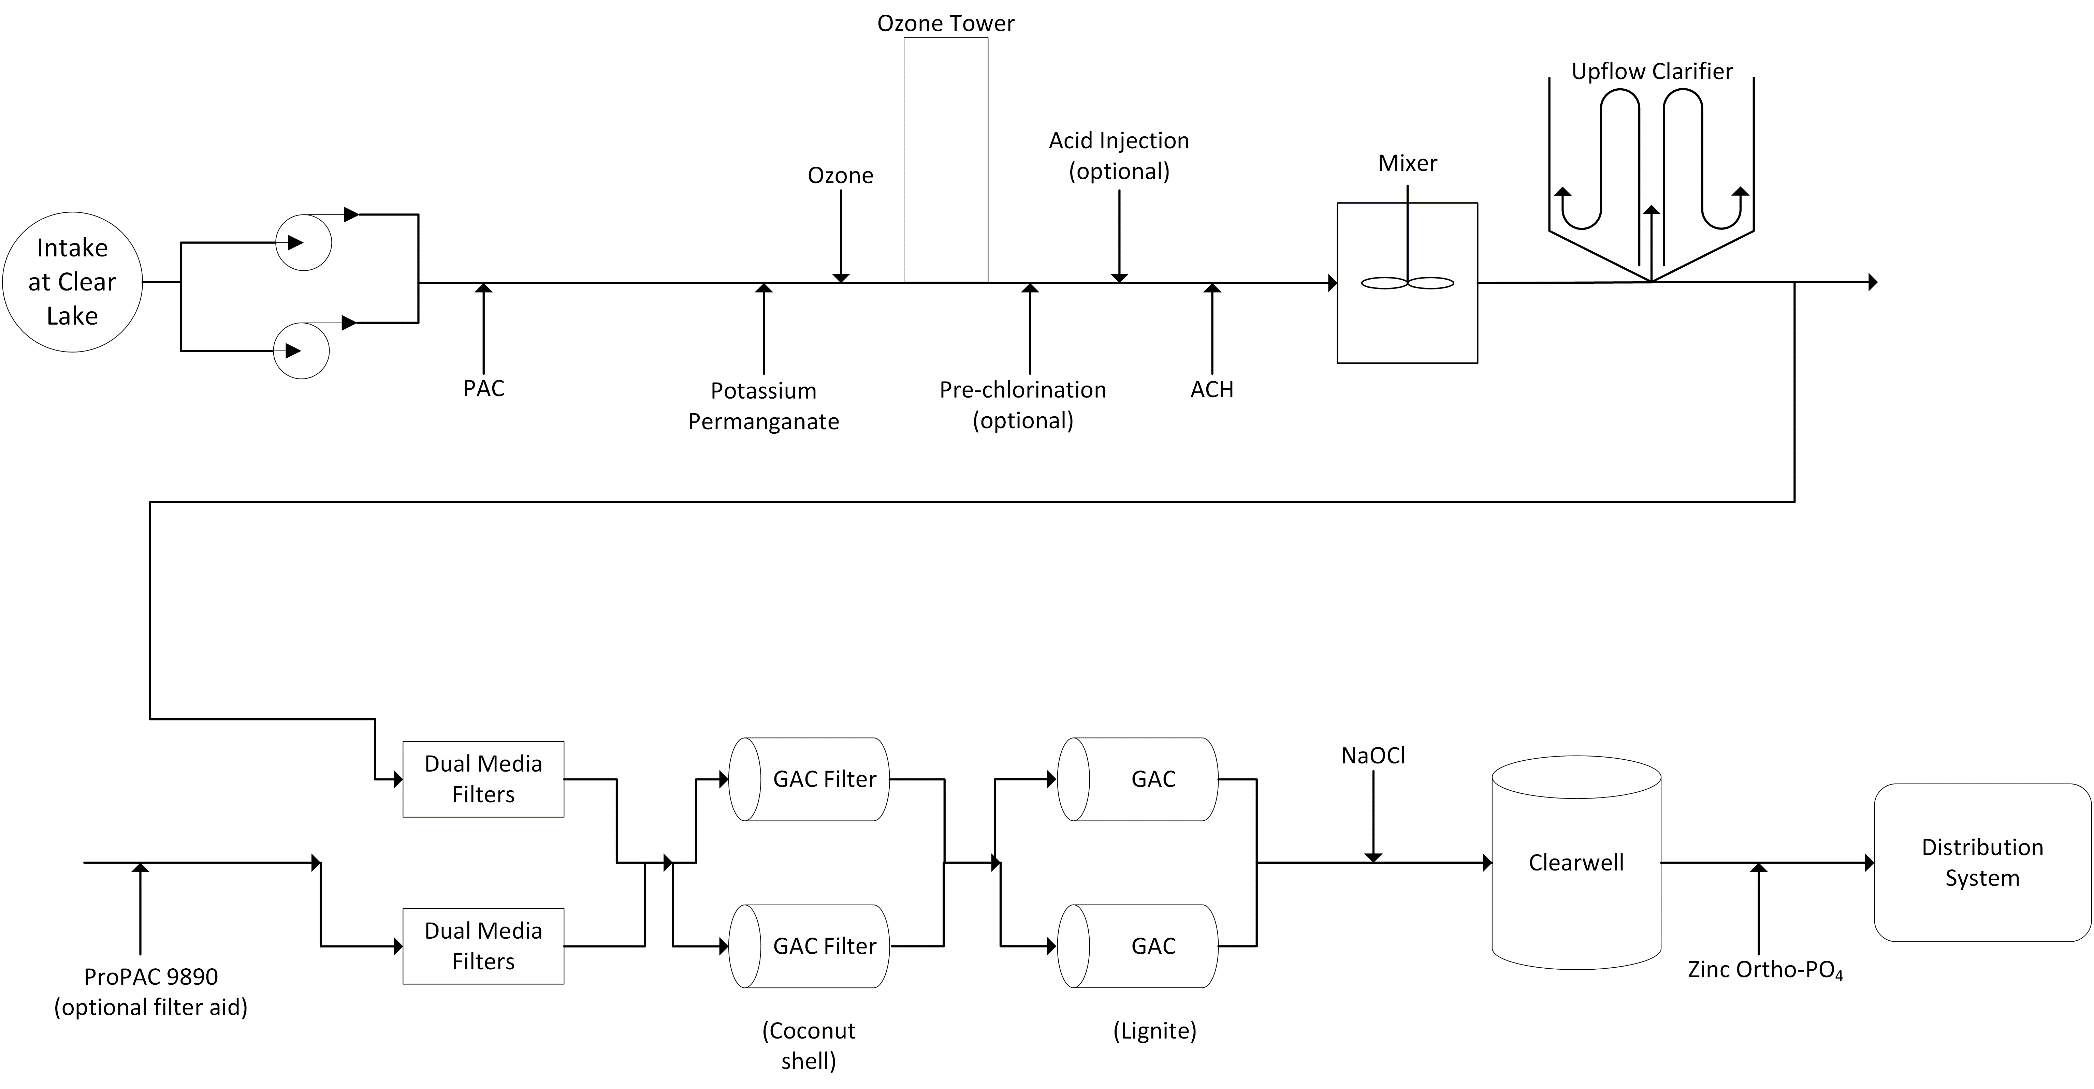 Ozone Tower
Upflow Clarifier
Acid Injection
(optional)
Mixer
Ozone
Intake
at Clear
Lake
PAC
Potassium
Permanganate
Pre-chlorination
(optional)
ACH
Dual Media
Filters
GAC Filter
GAC
NaOCl
Clearwell
Distribution
System
Dual Media
Filters
GAC Filter
GAC
Zinc Ortho-PO₄
ProPAC 9890
(optional filter aid)
(Coconut
shell)
(Lignite)